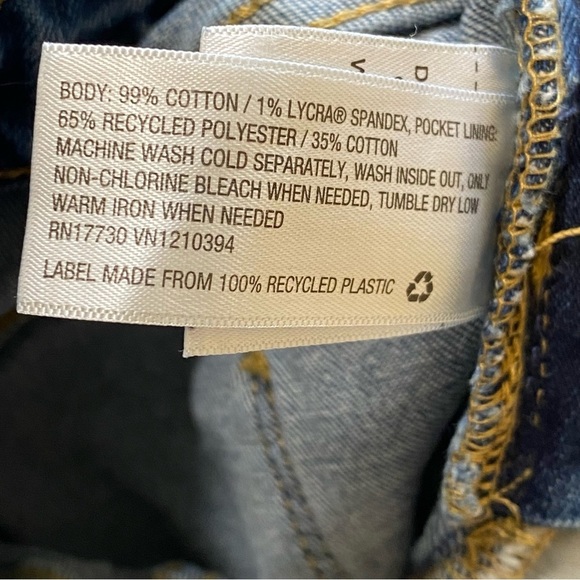 BODY: 99% COTTON / 1% LYCRA® SPANDEX, POCKET LINING:
65% RECYCLED POLYESTER / 35% COTTON
MACHINE WASH COLD SEPARATELY, WASH INSIDE OUT, ONLY
NON-CHLORINE BLEACH WHEN NEEDED, TUMBLE DRY LOW
WARM IRON WHEN NEEDED
RN17730 VN1210394
LABEL MADE FROM 100% RECYCLED PLASTIC
D
V